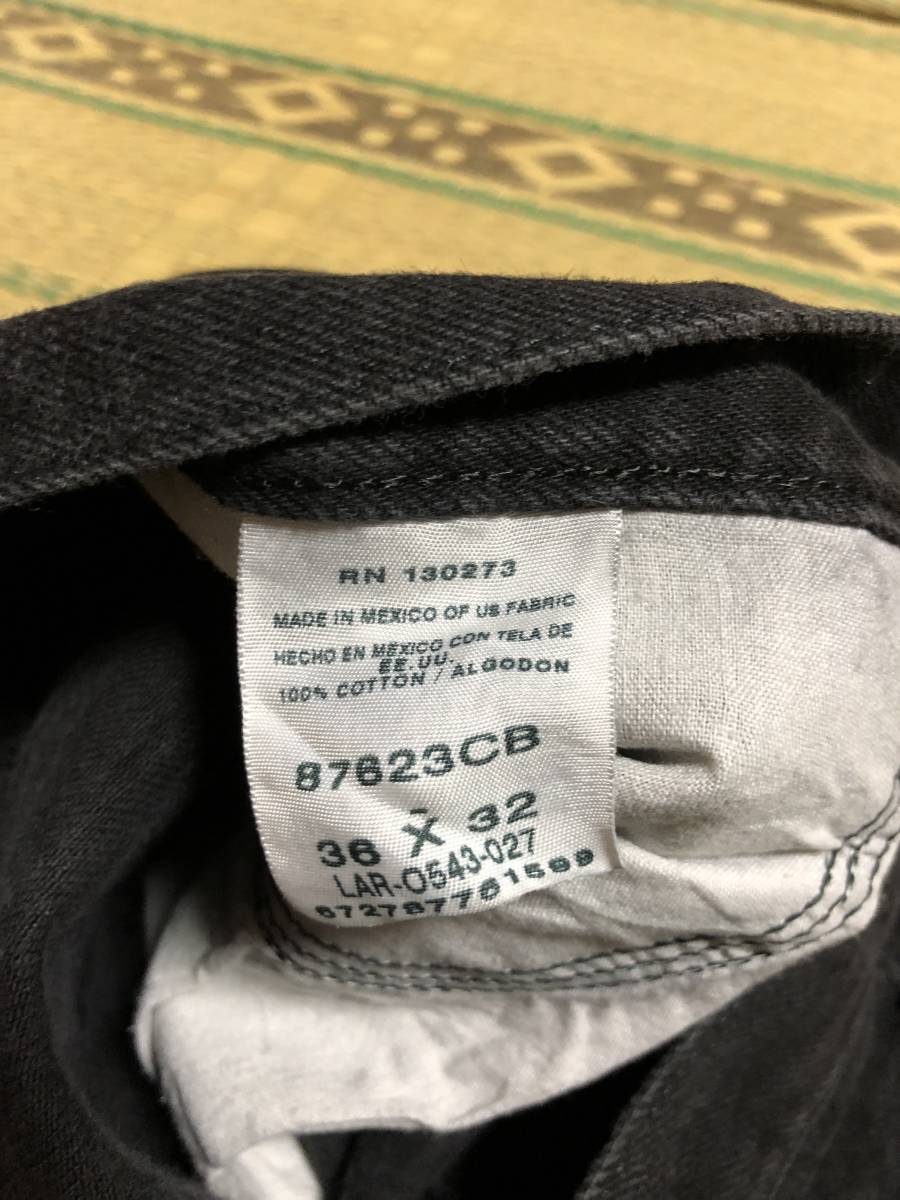 RN 130273
MADE IN MEXICO OF US FABRIC
HECHO EN MÉXICO CON TELA DE
EE.UU.
100% COTTON / ALGODON
87623CB
36 X 32
LAR-O543-027